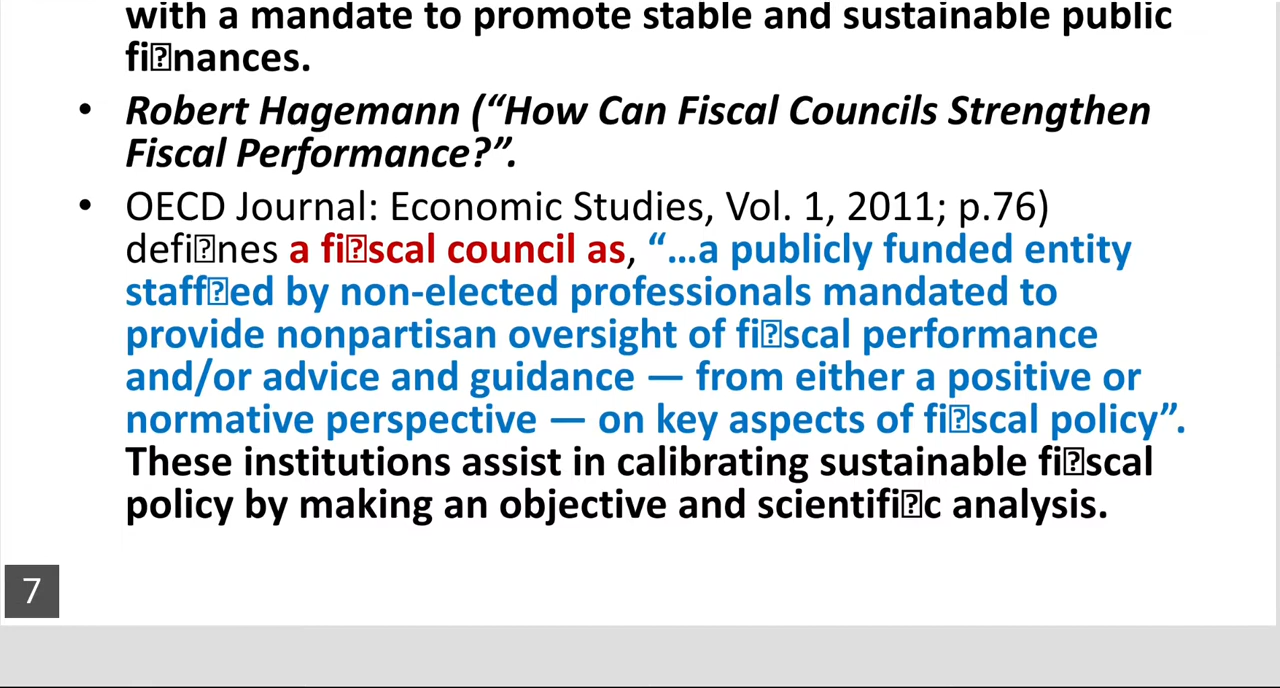 with a mandate to promote stable and sustainable public
fi�nances.
• Robert Hagemann (“How Can Fiscal Councils Strengthen
Fiscal Performance?”.
• OECD Journal: Economic Studies, Vol. 1, 2011; p.76)
defi�nes a fi�scal council as, “…a publicly funded entity
staff�ed by non-elected professionals mandated to
provide nonpartisan oversight of fi�scal performance
and/or advice and guidance — from either a positive or
normative perspective — on key aspects of fi�scal policy”.
These institutions assist in calibrating sustainable fi�scal
policy by making an objective and scientifi�c analysis.
7